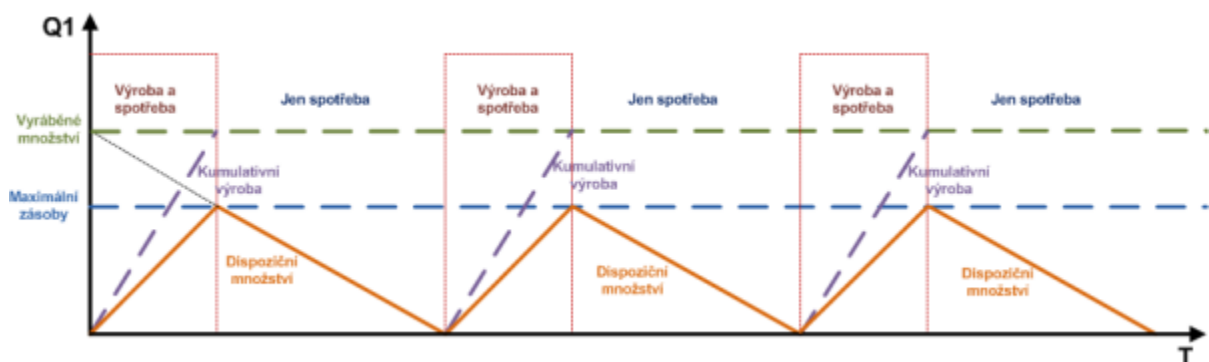 Q1
Výroba a
spotřeba
Jen spotřeba
Výroba a
spotřeba
Jen spotřeba
Výroba a
spotřeba
Jen spotřeba
Vyráběné
množství
Kumulativní
výroba
Kumulativní
výroba
Kumulativní
výroba
Maximální
zásoby
Dispoziční
množství
Dispoziční
množství
Dispoziční
množství
T